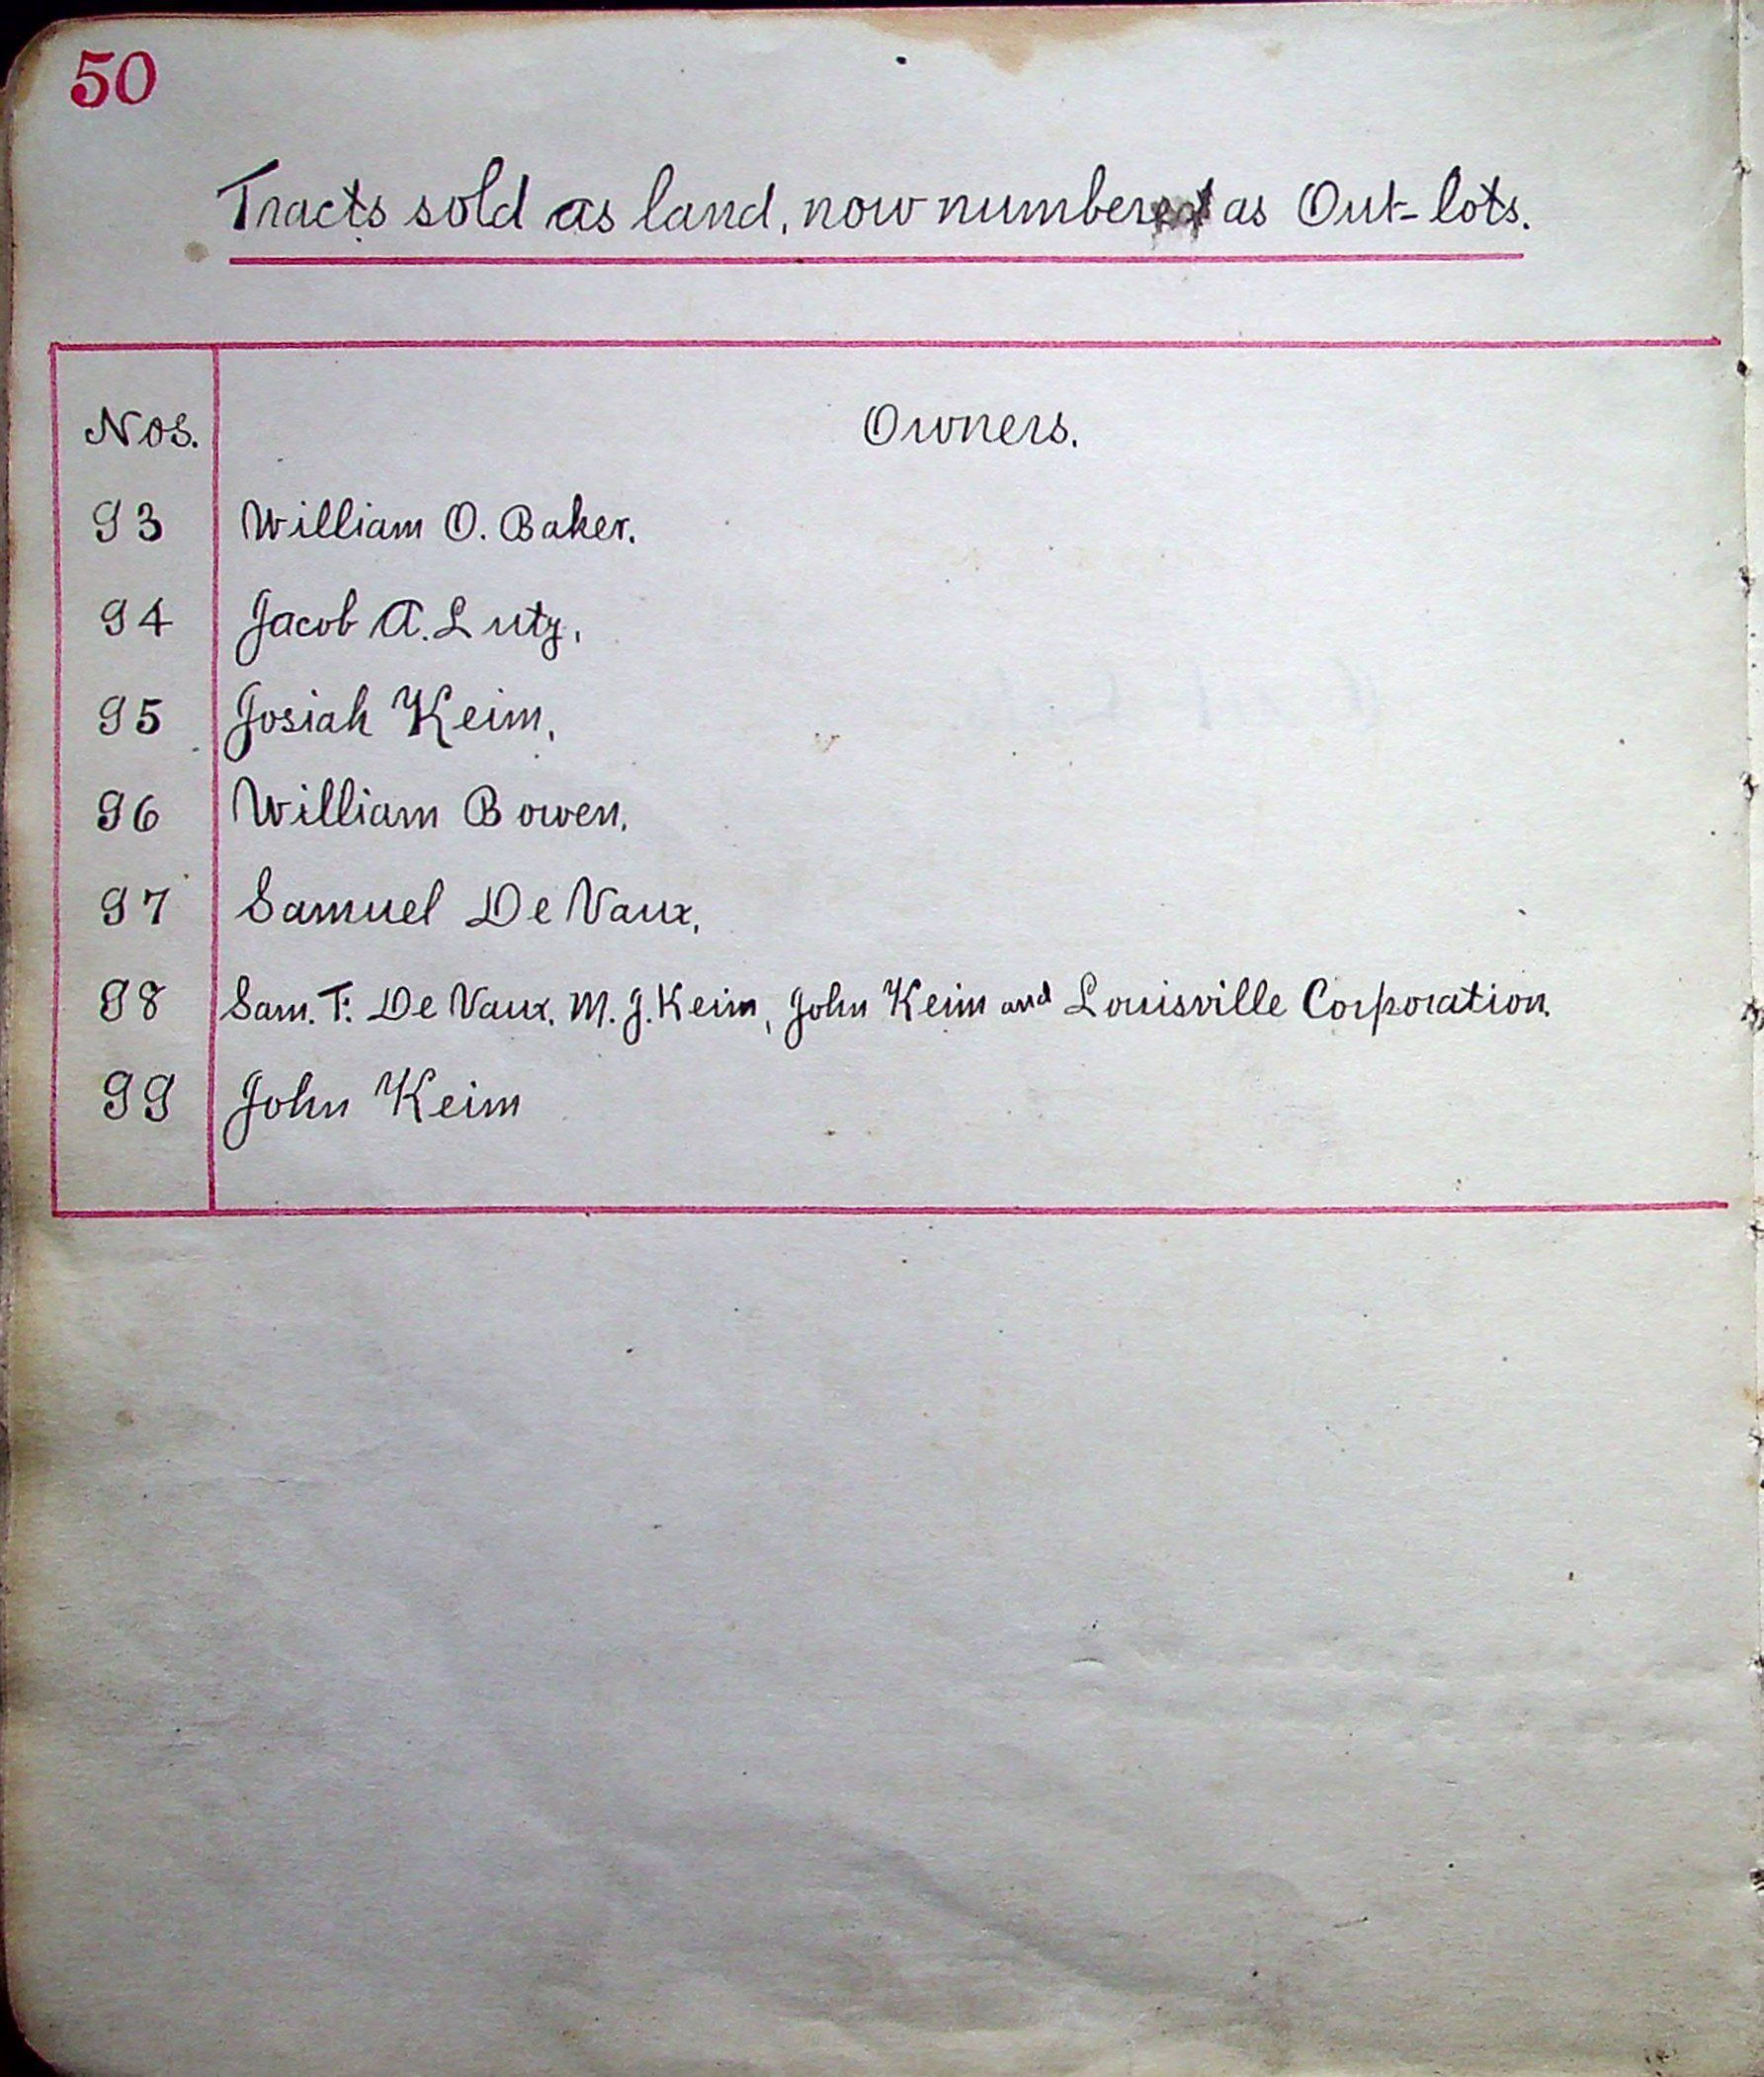 50
Tracts sold as land, now numbered as Out-lots.
Nos. Owners.
93 William O. Baker.
94 Jacob A. Lutz.
95 Josiah Keim.
96 William Bowen.
97 Samuel De Vaux.
98 Sam. T. De Vaux, M. J. Keim, John Keim and Louisville Corporation.
99 John Keim